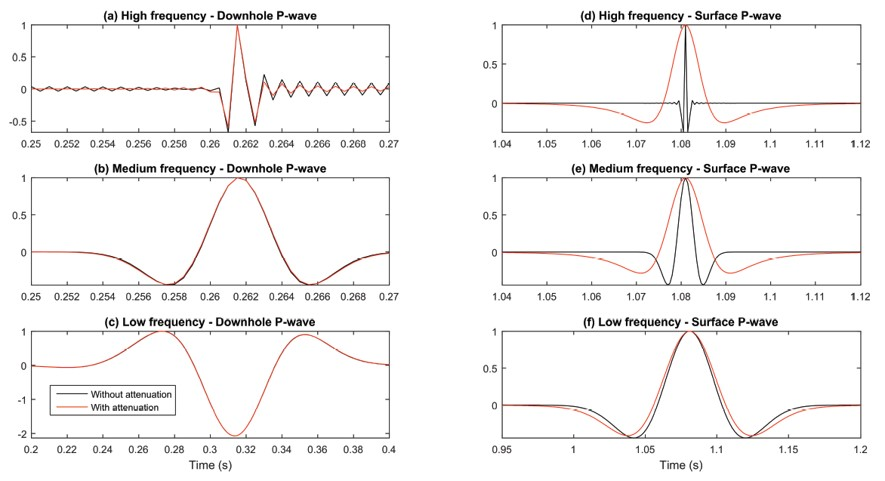 (a) High frequency - Downhole P-wave
1
0.5
0
-0.5
0.25 0.252 0.254 0.256 0.258 0.26 0.262 0.264 0.266 0.268 0.27
(b) Medium frequency - Downhole P-wave
1
0.5
0
0.25 0.252 0.254 0.256 0.258 0.26 0.262 0.264 0.266 0.268 0.27
(c) Low frequency - Downhole P-wave
1
0
-1
-2
Without attenuation
With attenuation
0.2 0.22 0.24 0.26 0.28 0.3 0.32 0.34 0.36 0.38 0.4
Time (s)
(d) High frequency - Surface P-wave
1
0.5
0
1.04 1.05 1.06 1.07 1.08 1.09 1.1 1.11 1.12
(e) Medium frequency - Surface P-wave
1
0.5
0
1.04 1.05 1.06 1.07 1.08 1.09 1.1 1.11 1.12
(f) Low frequency - Surface P-wave
1
0.5
0
0.95 1 1.05 1.1 1.15 1.2
Time (s)